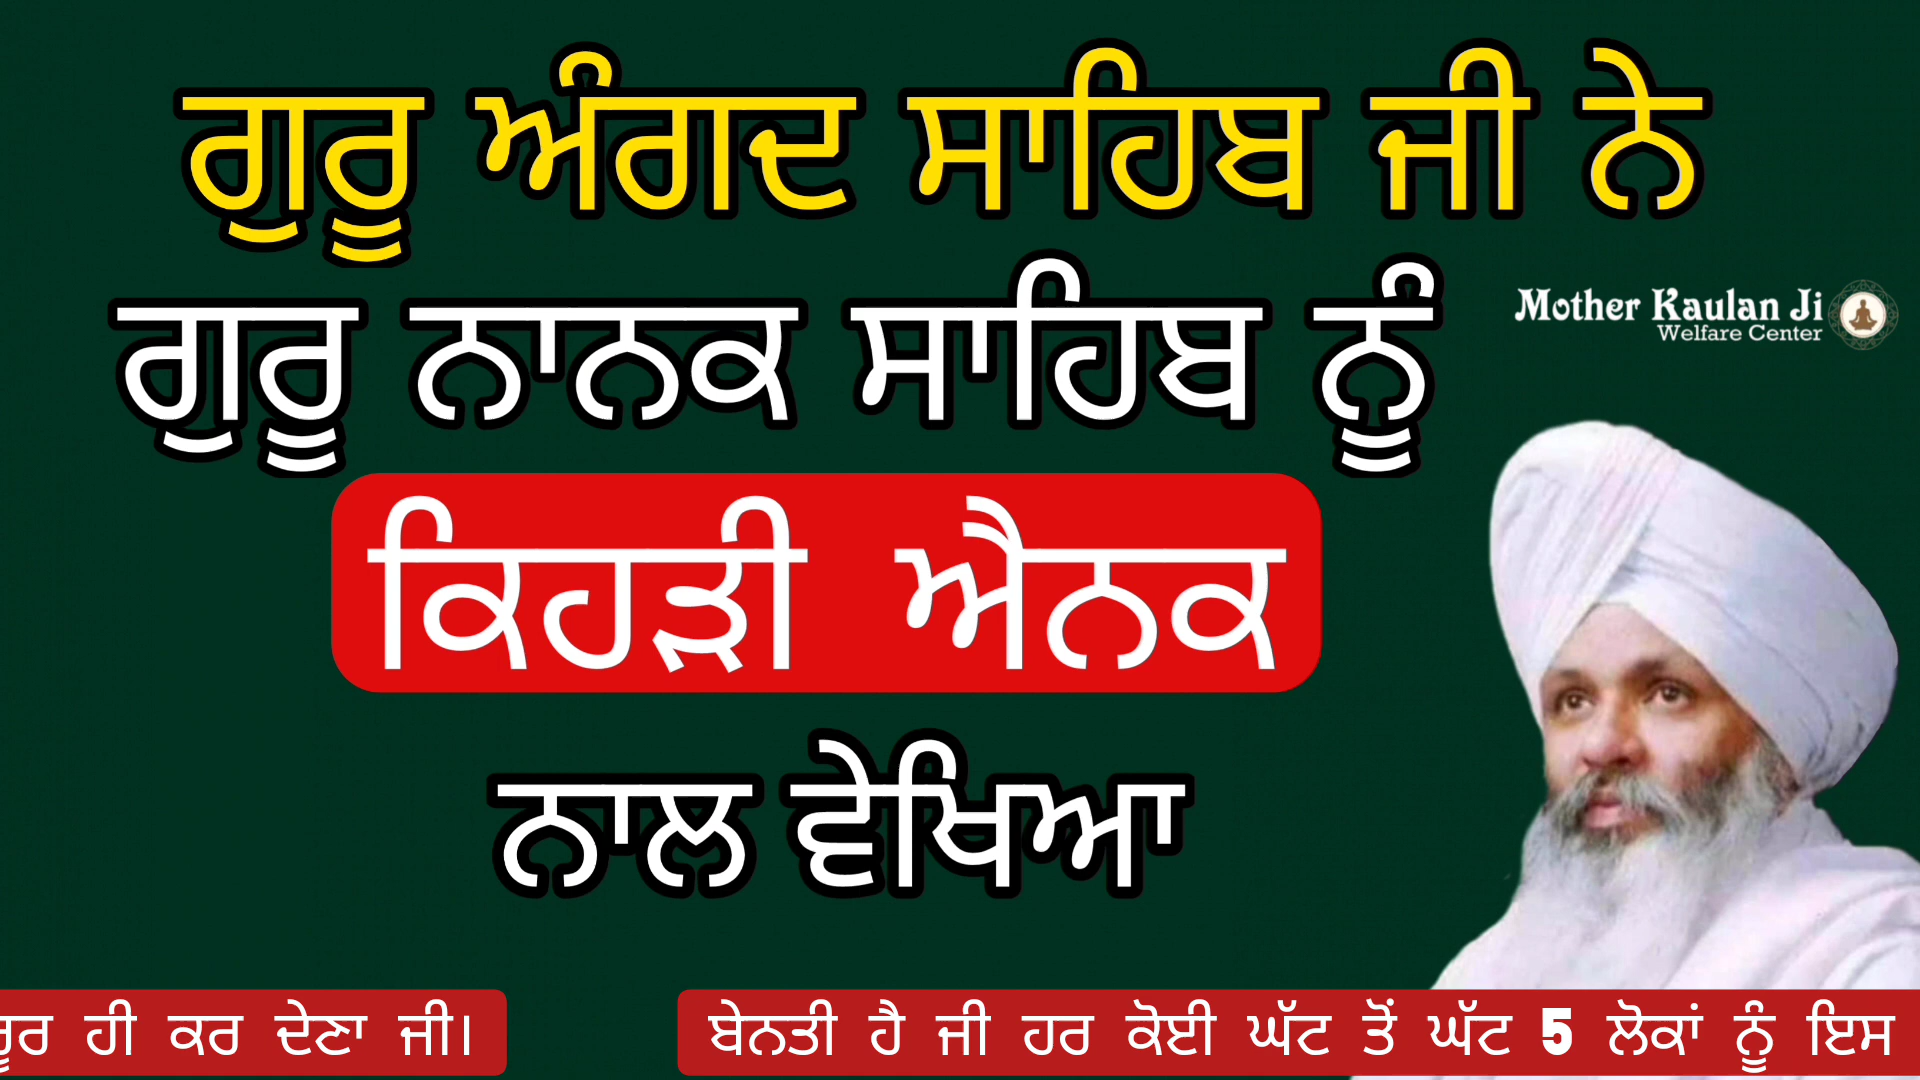 ਗੁਰੂ ਅੰਗਦ ਸਾਹਿਬ ਜੀ ਨੇ
ਗੁਰੂ ਨਾਨਕ ਸਾਹਿਬ ਨੂੰ
Mother Kaulan Ji
Welfare Center
ਕਿਹੜੀ ਐਨਕ
ਨਾਲ ਵੇਖਿਆ
ਹੀ ਕਰ ਦੇਣਾ ਜੀ। ਬੇਨਤੀ ਹੈ ਜੀ ਹਰ ਕੋਈ ਘੱਟ ਤੋਂ ਘੱਟ 5 ਲੋਕਾਂ ਨੂੰ ਇਸ